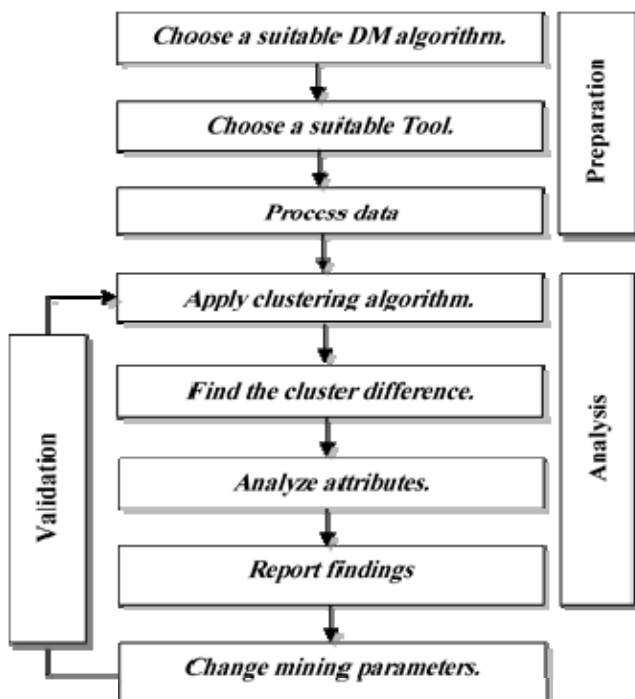 Choose a suitable DM algorithm.
Choose a suitable Tool.
Process data
Preparation
Apply clustering algorithm.
Find the cluster difference.
Analyze attributes.
Report findings
Analysis
Validation
Change mining parameters.